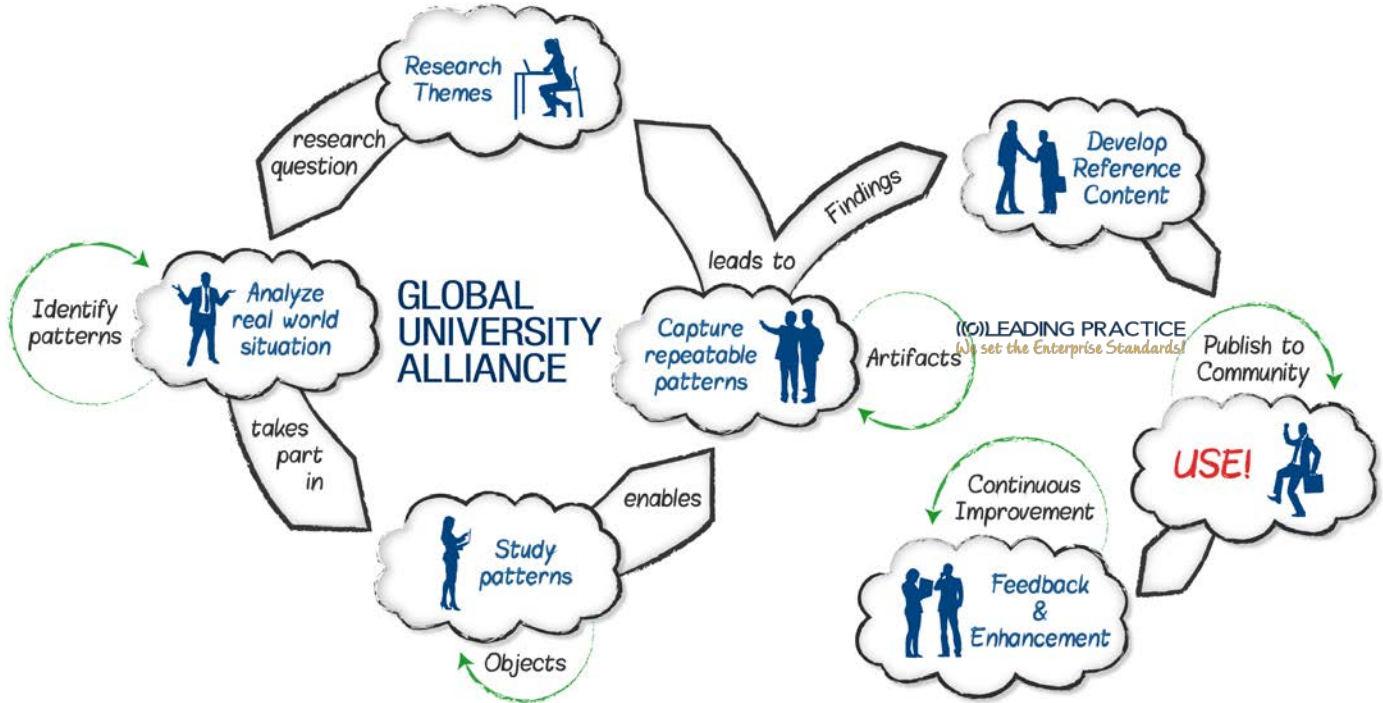 Research
Themes
research
question
Identify
patterns
Analyze
real world
situation
GLOBAL
UNIVERSITY
ALLIANCE
takes
part
in
Study
patterns
Objects
enables
leads to
Findings
Capture
repeatable
patterns
Artifacts
Develop
Reference
Content
((O)) LEADING PRACTICE
We set the Enterprise Standards!
Publish to
Community
USE!
Continuous
Improvement
Feedback
&
Enhancement